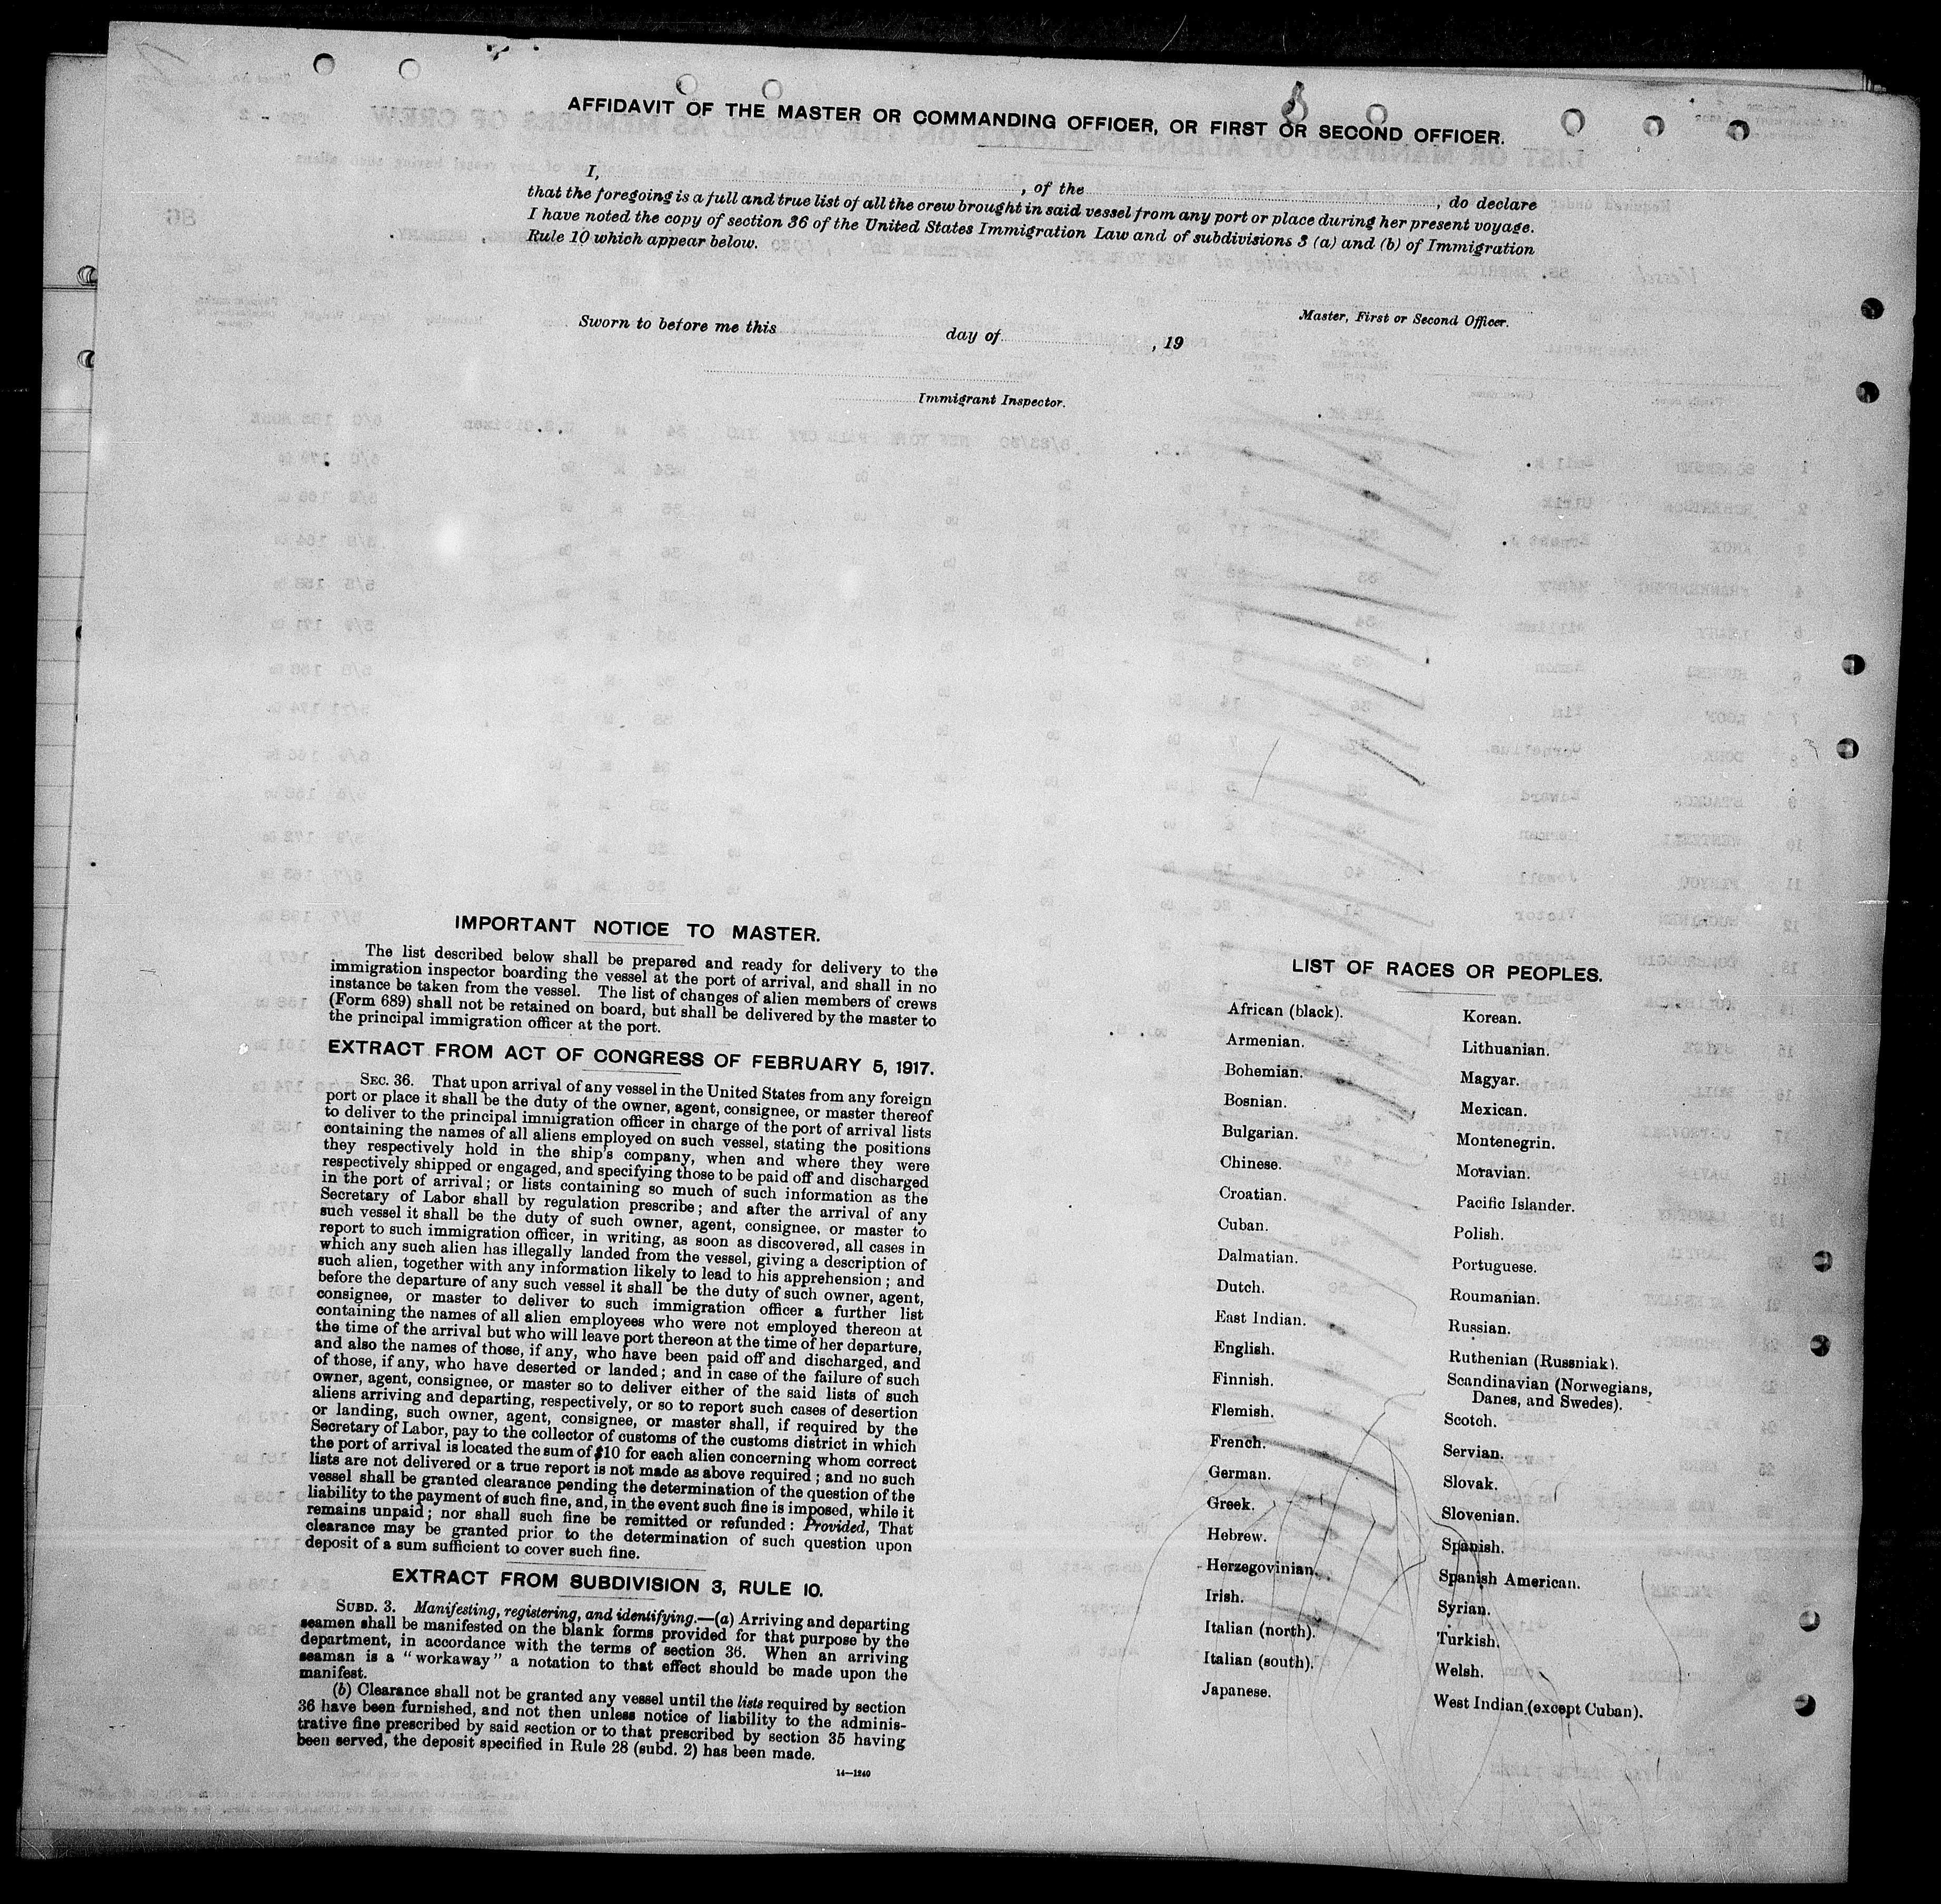 AFFIDAVIT OF THE MASTER OR COMMANDING OFFICER, OR FIRST OR SECOND OFFICER.
I, , of the , do declare
that the foregoing is a full and true list of all the crew brought in said vessel from any port or place during her present voyage.
I have noted the copy of section 36 of the United States Immigration Law and of subdivisions 3 (a) and (b) of Immigration
Rule 10 which appear below.
Master, First or Second Officer.
Sworn to before me this day of , 19
Immigrant Inspector.
IMPORTANT NOTICE TO MASTER.
The list described below shall be prepared and ready for delivery to the
immigration inspector boarding the vessel at the port of arrival, and shall in no
instance be taken from the vessel. The list of changes of alien members of crews
(Form 689) shall not be retained on board, but shall be delivered by the master to
the principal immigration officer at the port.
EXTRACT FROM ACT OF CONGRESS OF FEBRUARY 5, 1917.
SEC. 36. That upon arrival of any vessel in the United States from any foreign
port or place it shall be the duty of the owner, agent, consignee, or master thereof
to deliver to the principal immigration officer in charge of the port of arrival lists
containing the names of all aliens employed on such vessel, stating the positions
they respectively hold in the ship's company, when and where they were
respectively shipped or engaged, and specifying those to be paid off and discharged
in the port of arrival; or lists containing so much of such information as the
Secretary of Labor shall by regulation prescribe; and after the arrival of any
such vessel it shall be the duty of such owner, agent, consignee, or master to
report to such immigration officer, in writing, as soon as discovered, all cases in
which any such alien has illegally landed from the vessel, giving a description of
such alien, together with any information likely to lead to his apprehension; and
before the departure of any such vessel it shall be the duty of such owner, agent,
consignee, or master to deliver to such immigration officer a further list
containing the names of all alien employees who were not employed thereon at
the time of the arrival but who will leave port thereon at the time of her departure,
and also the names of those, if any, who have been paid off and discharged, and
of those, if any, who have deserted or landed; and in case of the failure of such
owner, agent, consignee, or master so to deliver either of the said lists of such
aliens arriving and departing, respectively, or so to report such cases of desertion
or landing, such owner, agent, consignee, or master shall, if required by the
Secretary of Labor, pay to the collector of customs of the customs district in which
the port of arrival is located the sum of $10 for each alien concerning whom correct
lists are not delivered or a true report is not made as above required; and no such
vessel shall be granted clearance pending the determination of the question of the
liability to the payment of such fine, and, in the event such fine is imposed, while it
remains unpaid; nor shall such fine be remitted or refunded: Provided, That
clearance may be granted prior to the determination of such question upon
deposit of a sum sufficient to cover such fine.
EXTRACT FROM SUBDIVISION 3, RULE 10.
SUBD. 3. Manifesting, registering, and identifying.—(a) Arriving and departing
seamen shall be manifested on the blank forms provided for that purpose by the
department, in accordance with the terms of section 36. When an arriving
seaman is a "workaway" a notation to that effect should be made upon the
manifest.
(b) Clearance shall not be granted any vessel until the lists required by section
36 have been furnished, and not then unless notice of liability to the adminis-
trative fine prescribed by said section or to that prescribed by section 35 having
been served, the deposit specified in Rule 28 (subd. 2) has been made.
14—1240
LIST OF RACES OR PEOPLES.
African (black).
Armenian.
Bohemian.
Bosnian.
Bulgarian.
Chinese.
Croatian.
Cuban.
Dalmatian.
Dutch.
East Indian.
English.
Finnish.
Flemish.
French.
German.
Greek.
Hebrew.
Herzegovinian.
Irish.
Italian (north).
Italian (south).
Japanese.
Korean.
Lithuanian.
Magyar.
Mexican.
Montenegrin.
Moravian.
Pacific Islander.
Polish.
Portuguese.
Roumanian.
Russian.
Ruthenian (Russniak).
Scandinavian (Norwegians,
Danes, and Swedes).
Scotch.
Servian.
Slovak.
Slovenian.
Spanish.
Spanish American.
Syrian.
Turkish.
Welsh.
West Indian (except Cuban).